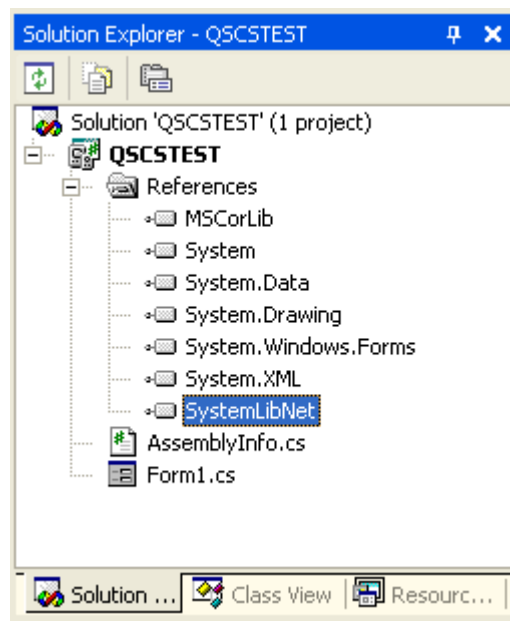 Solution Explorer - QSCSTEST
Solution 'QSCSTEST' (1 project)
QSCSTEST
References
MSCorLib
System
System.Data
System.Drawing
System.Windows.Forms
System.XML
SystemLibNet
AssemblyInfo.cs
Form1.cs
Solution ... Class View Resourc...